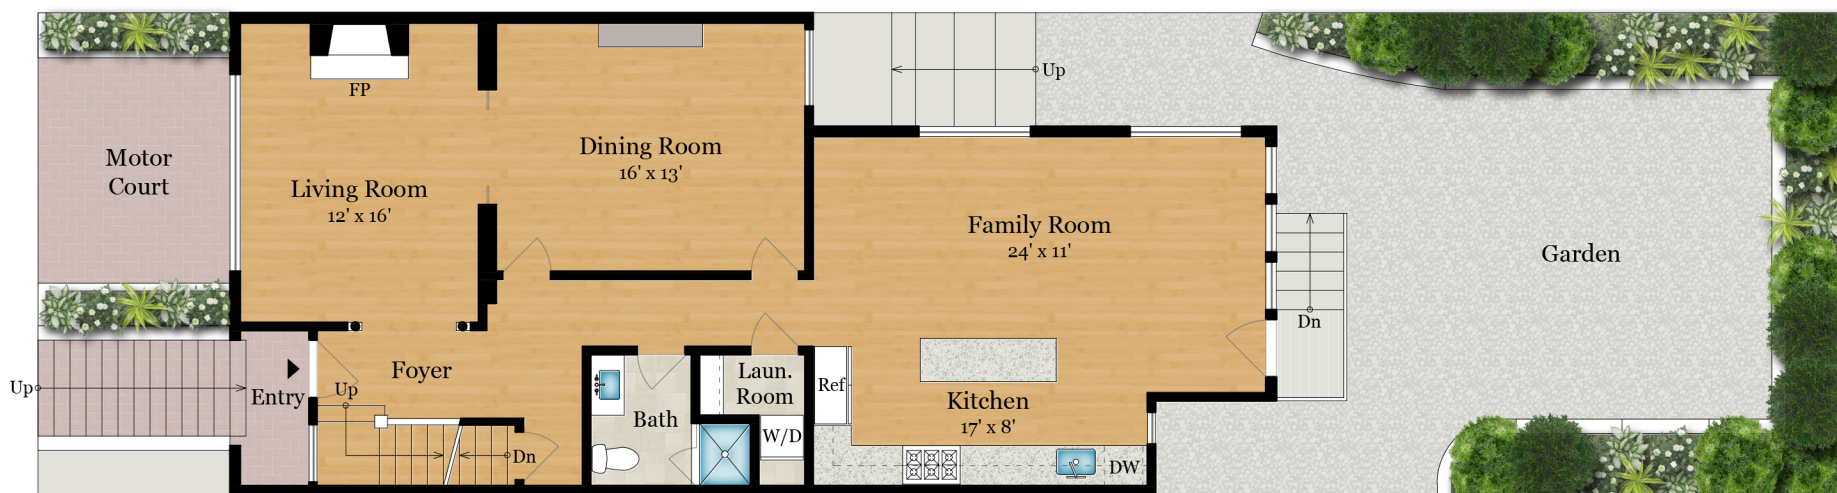 Up
Motor
Court
Entry
FP
Living Room
12' x 16'
Dining Room
16' x 13'
Foyer
Up
Dn
Bath
Laun.
Room
W/D
Ref
Family Room
24' x 11'
Kitchen
17' x 8'
DW
Up
Dn
Garden